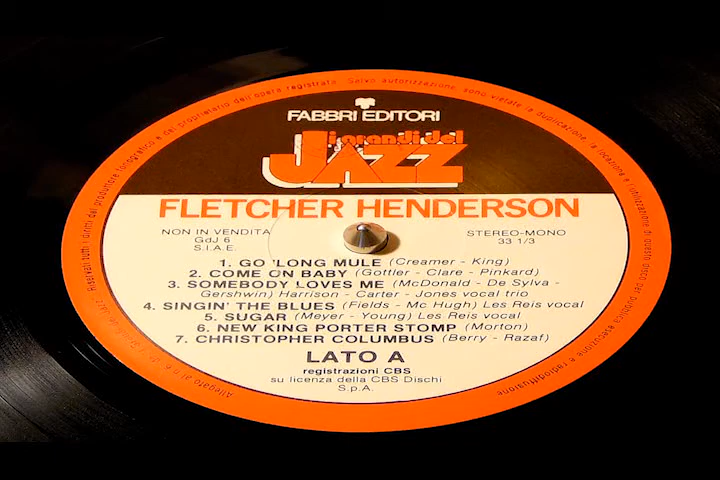 FABBRI EDITORI
i grandi del
JAZZ
FLETCHER HENDERSON
NON IN VENDITA
GdJ 6
S.I.A.E.
STEREO-MONO
33 1/3
1. GO 'LONG MULE (Creamer - King)
2. COME ON BABY (Gottler - Clare - Pinkard)
3. SOMEBODY LOVES ME (McDonald - De Sylva -
Gershwin) Harrison - Carter - Jones vocal trio
4. SINGIN' THE BLUES (Fields - Mc Hugh) Les Reis vocal
5. SUGAR (Meyer - Young) Les Reis vocal
6. NEW KING PORTER STOMP (Morton)
7. CHRISTOPHER COLUMBUS (Berry - Razaf)
LATO A
registrazioni CBS
su licenza della CBS Dischi
S.p.A.
Riservati tutti i diritti del produttore fonografico e del proprietario dell'opera registrata. Salvo autorizzazione, sono vietate la duplicazione, la locazione e l'utilizzazione di questo disco per pubblica esecuzione e radiodiffusione.
Allegato al n.